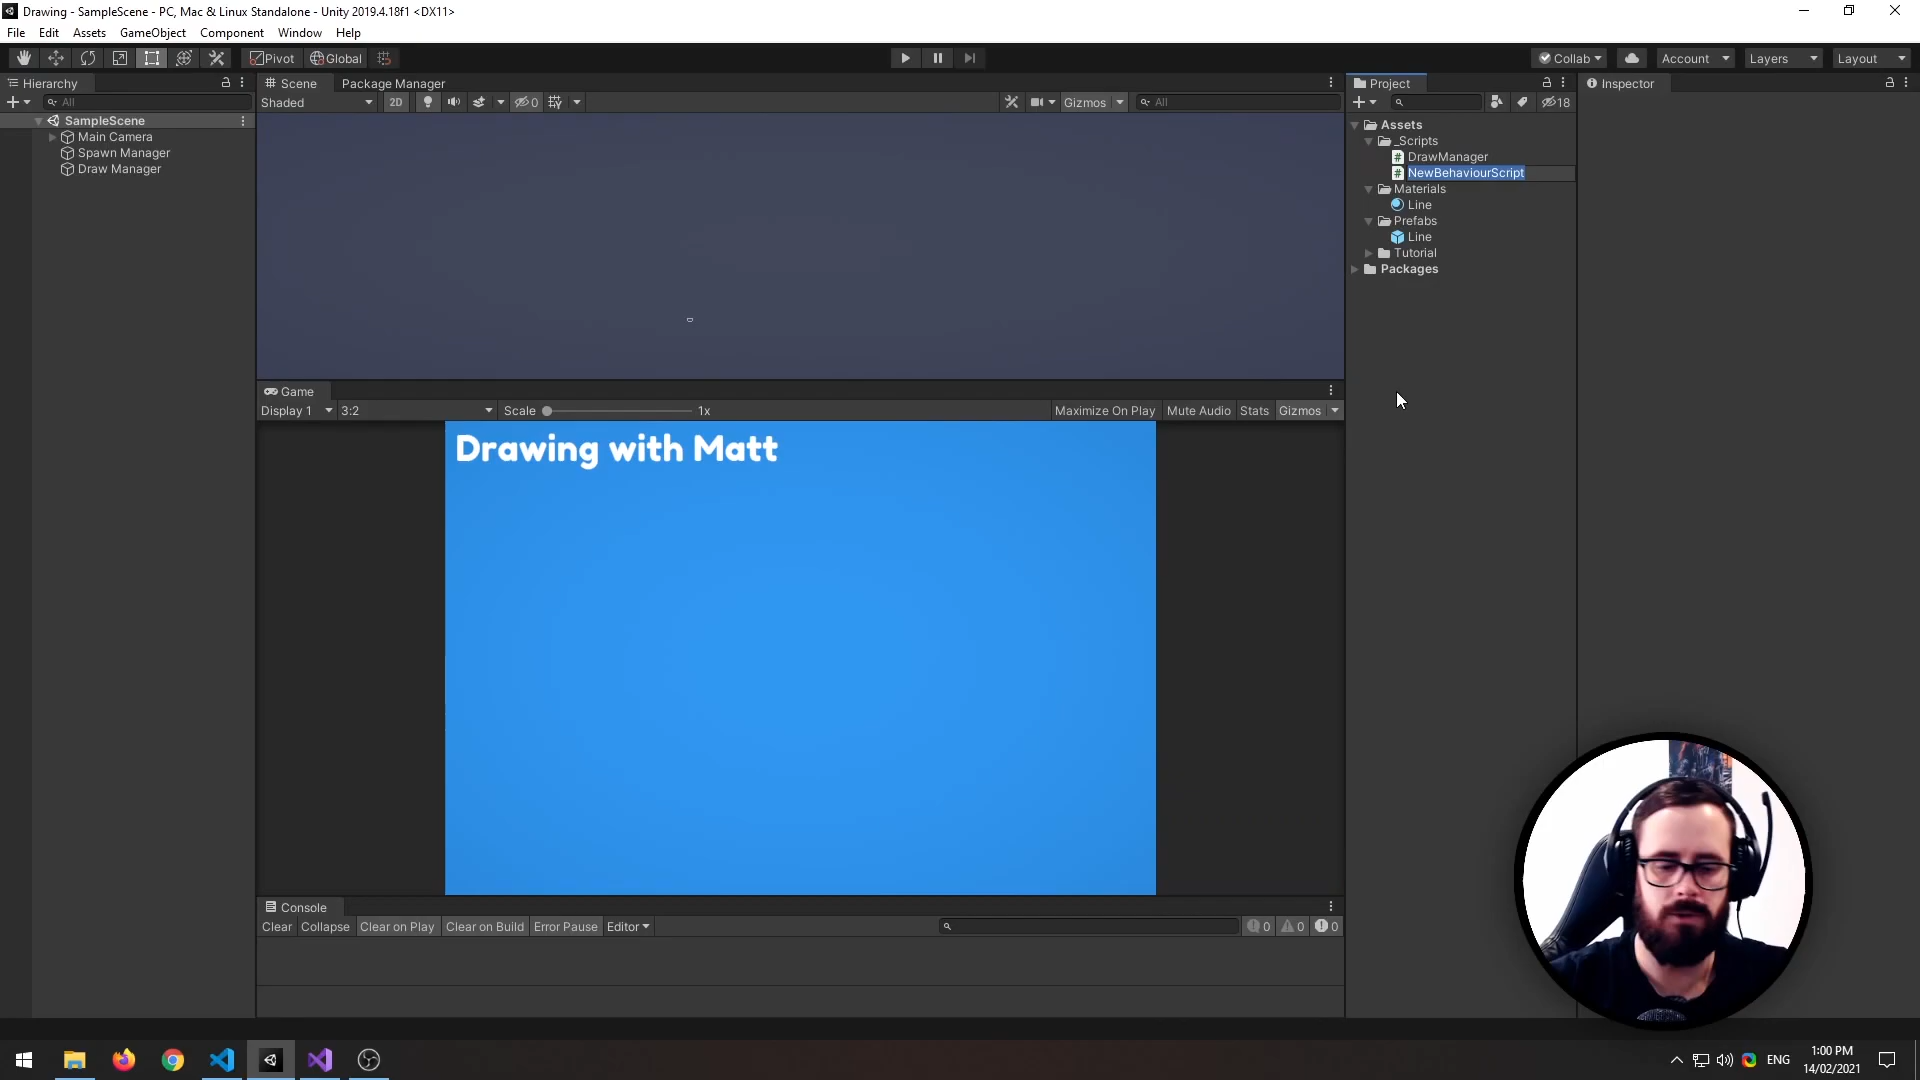 Drawing - SampleScene - PC, Mac & Linux Standalone - Unity 2019.4.18f1 <DX11>
File Edit Assets GameObject Component Window Help
Pivot Global Collab Account Layers Layout
Hierarchy
All
SampleScene
Main Camera
Spawn Manager
Draw Manager
Scene Package Manager
Shaded 2D 0 Gizmos All
Game
Display 1 3:2 Scale 1x Maximize On Play Mute Audio Stats Gizmos
Drawing with Matt
Console
Clear Collapse Clear on Play Clear on Build Error Pause Editor 0 0 0
Project
18
Assets
_Scripts
DrawManager
NewBehaviourScript
Materials
Line
Prefabs
Line
Tutorial
Packages
Inspector
ENG
1:00 PM
14/02/2021